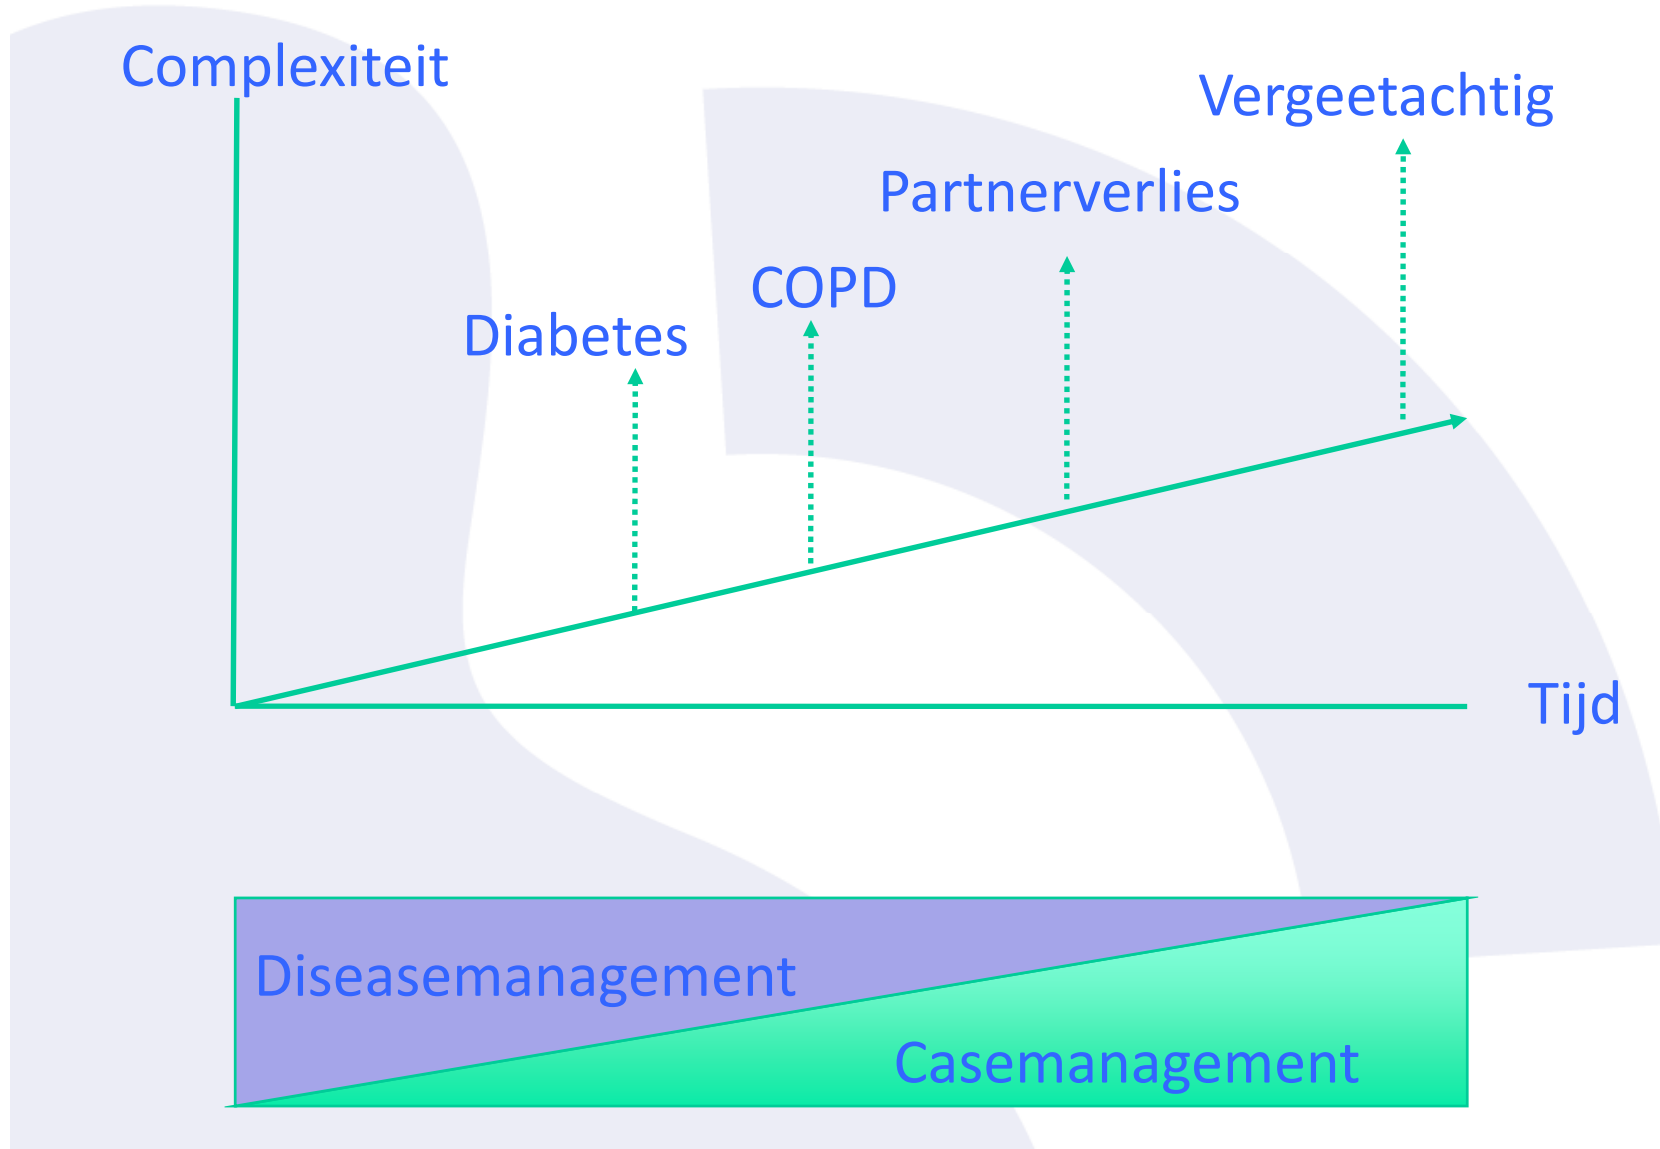 Complexiteit
Vergeetachtig
Partnerverlies
COPD
Diabetes
Tijd
Diseasemanagement
Casemanagement